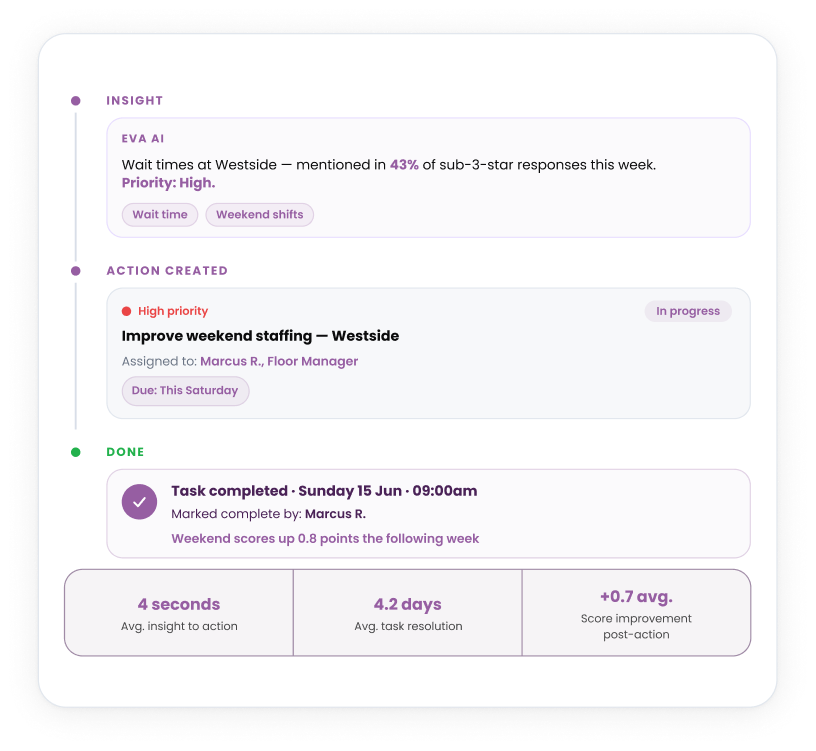 INSIGHT
EVA AI
Wait times at Westside — mentioned in 43% of sub-3-star responses this week.
Priority: High.
Wait time
Weekend shifts
ACTION CREATED
High priority
In progress
Improve weekend staffing — Westside
Assigned to: Marcus R., Floor Manager
Due: This Saturday
DONE
Task completed · Sunday 15 Jun · 09:00am
Marked complete by: Marcus R.
Weekend scores up 0.8 points the following week
4 seconds
Avg. insight to action
4.2 days
Avg. task resolution
+0.7 avg.
Score improvement
post-action